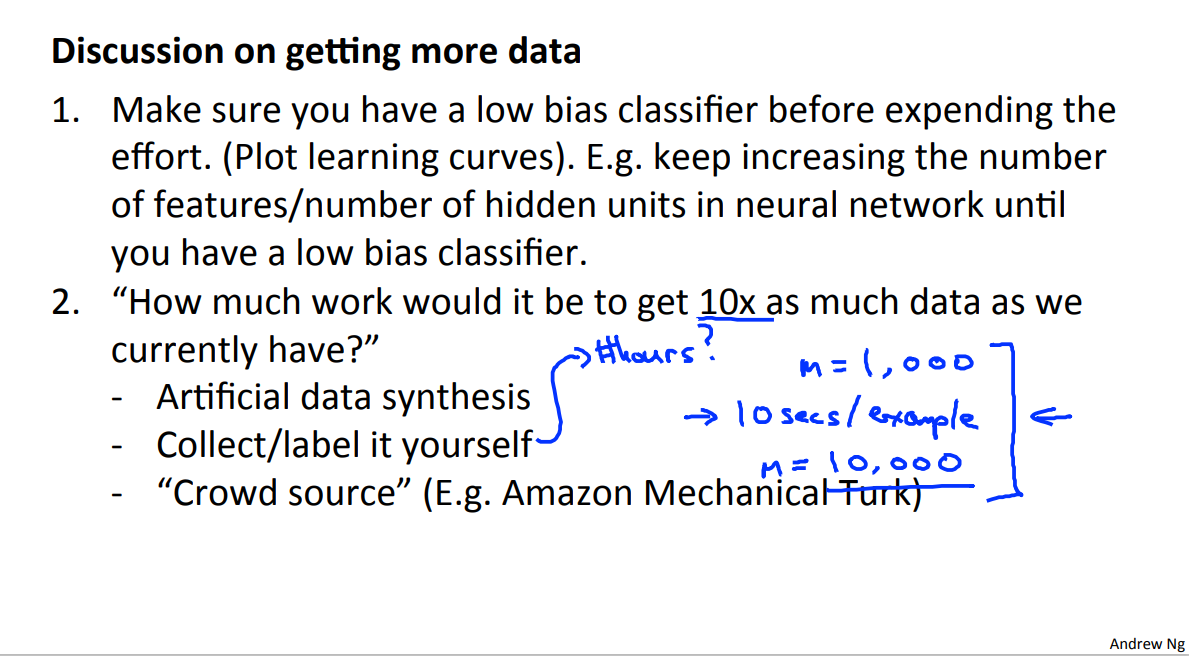 Discussion on getting more data
1. Make sure you have a low bias classifier before expending the
effort. (Plot learning curves). E.g. keep increasing the number
of features/number of hidden units in neural network until
you have a low bias classifier.
2. “How much work would it be to get 10x as much data as we
currently have?”
→ #hours?
m = 1,000
- Artificial data synthesis
→ 10 secs/example
- Collect/label it yourself
m = 10,000
- “Crowd source” (E.g. Amazon Mechanical Turk)
Andrew Ng